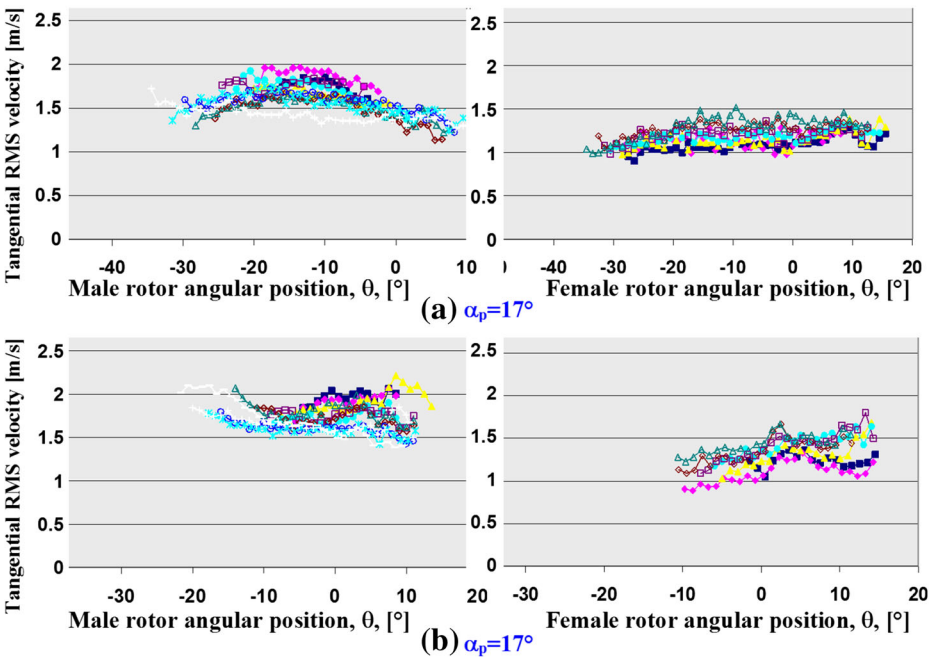 Tangential RMS velocity [m/s]
2.5
2
1.5
1
0.5
0
-40 -30 -20 -10 0 10
Male rotor angular position, θ, [°]
2.5
2
1.5
1
0.5
0
-40 -30 -20 -10 0 10 20
Female rotor angular position, θ, [°]
(a) αp=17°
Tangential RMS velocity [m/s]
2.5
2
1.5
1
0.5
0
-30 -20 -10 0 10 20
Male rotor angular position, θ, [°]
2.5
2
1.5
1
0.5
0
-30 -20 -10 0 10 20
Female rotor angular position, θ, [°]
(b) αp=17°